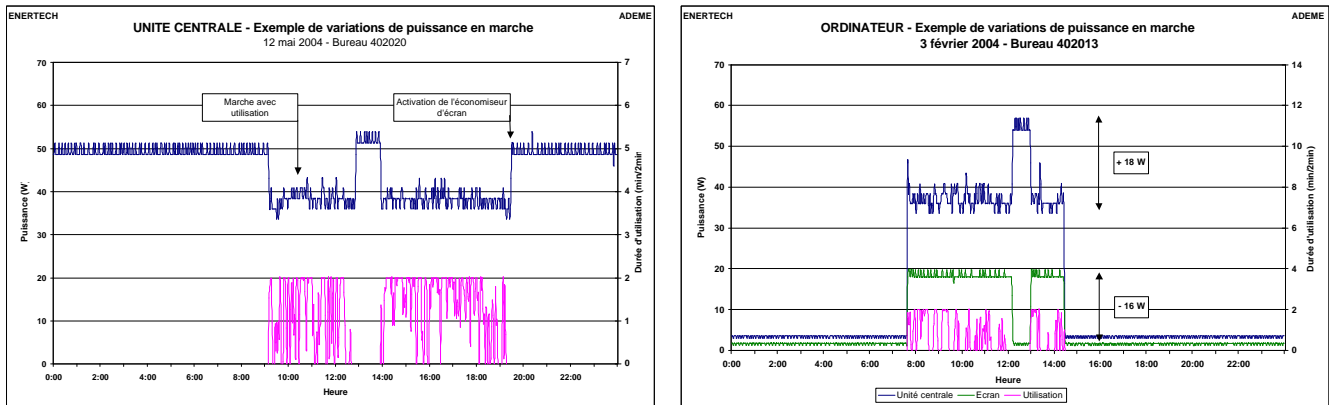 ENERTECH ADEME
UNITE CENTRALE - Exemple de variations de puissance en marche
12 mai 2004 - Bureau 402020
70 7
60 6
50 5
40 4
30 3
20 2
10 1
0 0
Puissance (W)
Durée d'utilisation (min/2min)
Marche avec
utilisation
Activation de l'économiseur
d'écran
0:00 2:00 4:00 6:00 8:00 10:00 12:00 14:00 16:00 18:00 20:00 22:00
Heure
ENERTECH ADEME
ORDINATEUR - Exemple de variations de puissance en marche
3 février 2004 - Bureau 402013
70 14
60 12
50 10
40 8
30 6
20 4
10 2
0 0
Puissance (W)
Durée d'utilisation (min/2min)
+ 18 W
- 16 W
0:00 2:00 4:00 6:00 8:00 10:00 12:00 14:00 16:00 18:00 20:00 22:00
Heure
Unité centrale Ecran Utilisation